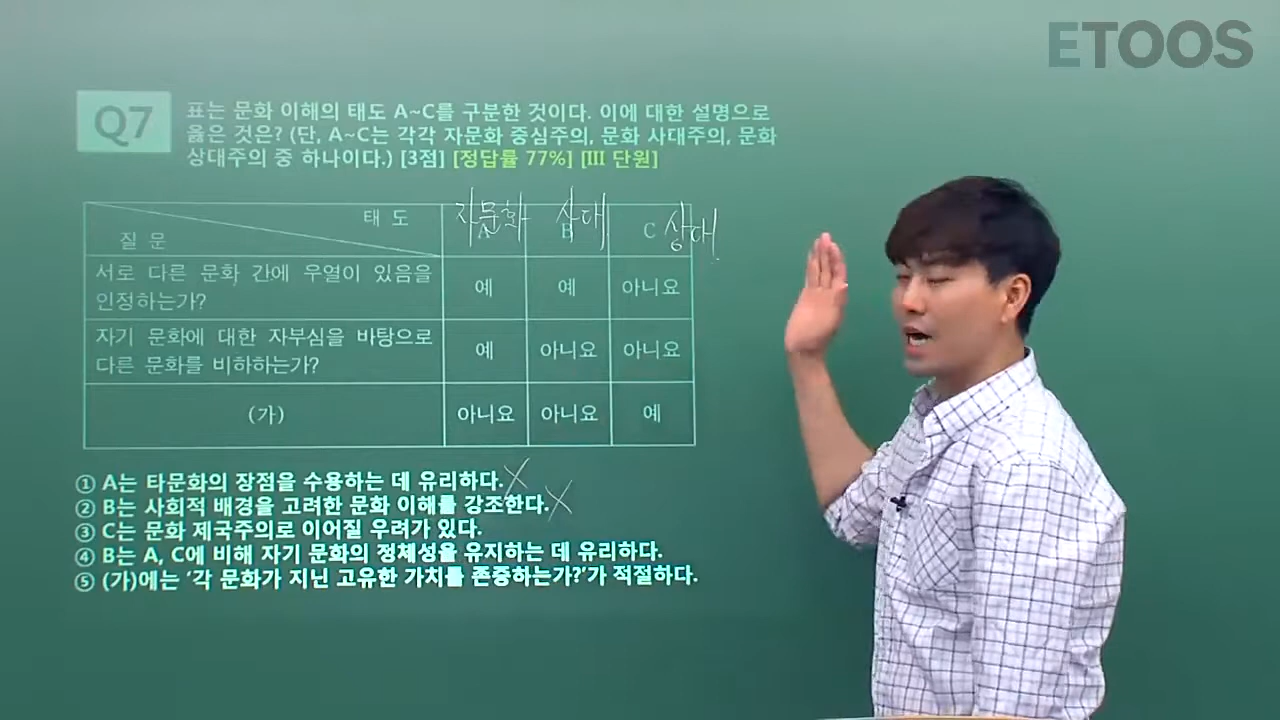 ETOOS
Q7
표는 문화 이해의 태도 A~C를 구분한 것이다. 이에 대한 설명으로
옳은 것은? (단, A~C는 각각 자문화 중심주의, 문화 사대주의, 문화
상대주의 중 하나이다.) [3점] [정답률 77%] [Ⅲ 단원]
태 도
질 문
자문화
A
B
C
상대
서로 다른 문화 간에 우열이 있음을
인정하는가?
예
예
아니요
자기 문화에 대한 자부심을 바탕으로
다른 문화를 비하하는가?
예
아니요
아니요
(가)
아니요
아니요
예
① A는 타문화의 장점을 수용하는 데 유리하다.
② B는 사회적 배경을 고려한 문화 이해를 강조한다.
③ C는 문화 제국주의로 이어질 우려가 있다.
④ B는 A, C에 비해 자기 문화의 정체성을 유지하는 데 유리하다.
⑤ (가)에는 '각 문화가 지닌 고유한 가치를 존중하는가?'가 적절하다.